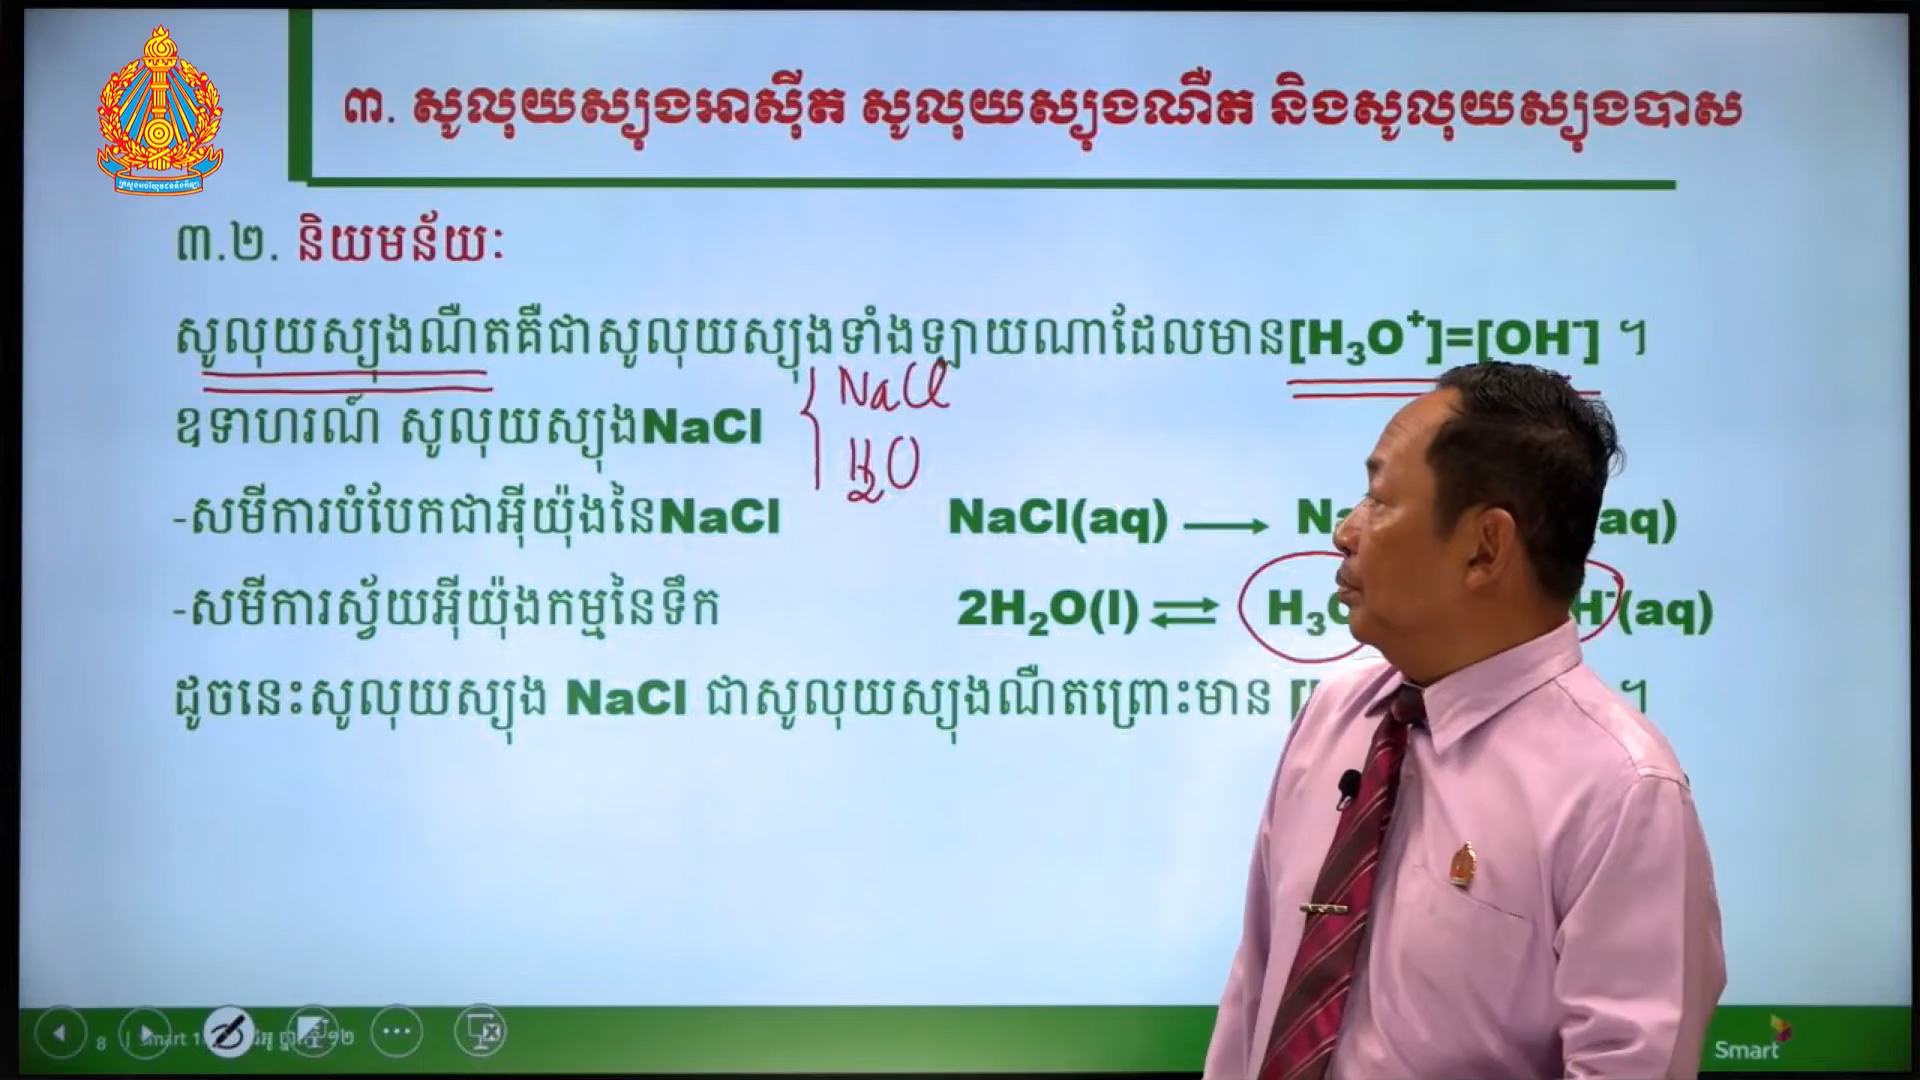 ៣. សូលុយស្យុងអាស៊ីត សូលុយស្យុងណឺត និងសូលុយស្យុងបាស
៣.២. និយមន័យៈ
សូលុយស្យុងណឺតគឺជាសូលុយស្យុងទាំងឡាយណាដែលមាន[H₃O⁺]=[OH⁻] ។
NaCl
ឧទាហរណ៍ សូលុយស្យុងNaCl
H₂O
-សមីការបំបែកជាអ៊ីយ៉ុងនៃNaCl NaCl(aq) ⟶ Na aq)
-សមីការស្វ័យអ៊ីយ៉ុងកម្មនៃទឹក 2H₂O(l) ⇌ H₃O H⁻(aq)
ដូចនេះសូលុយស្យុង NaCl ជាសូលុយស្យុងណឺតព្រោះមាន [ ។
8 | Smart 1 ១២
Smart